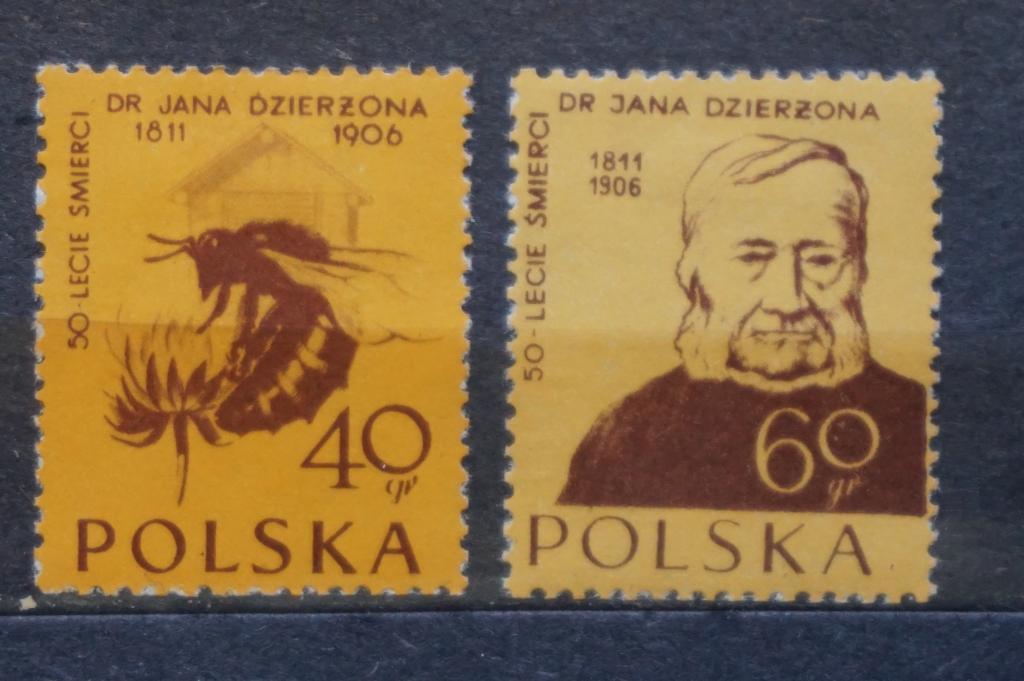 DR JANA DZIERŻONA
1811 1906
50-LECIE ŚMIERCI
40
gr
POLSKA
DR JANA DZIERŻONA
1811
1906
50-LECIE ŚMIERCI
60
gr
POLSKA